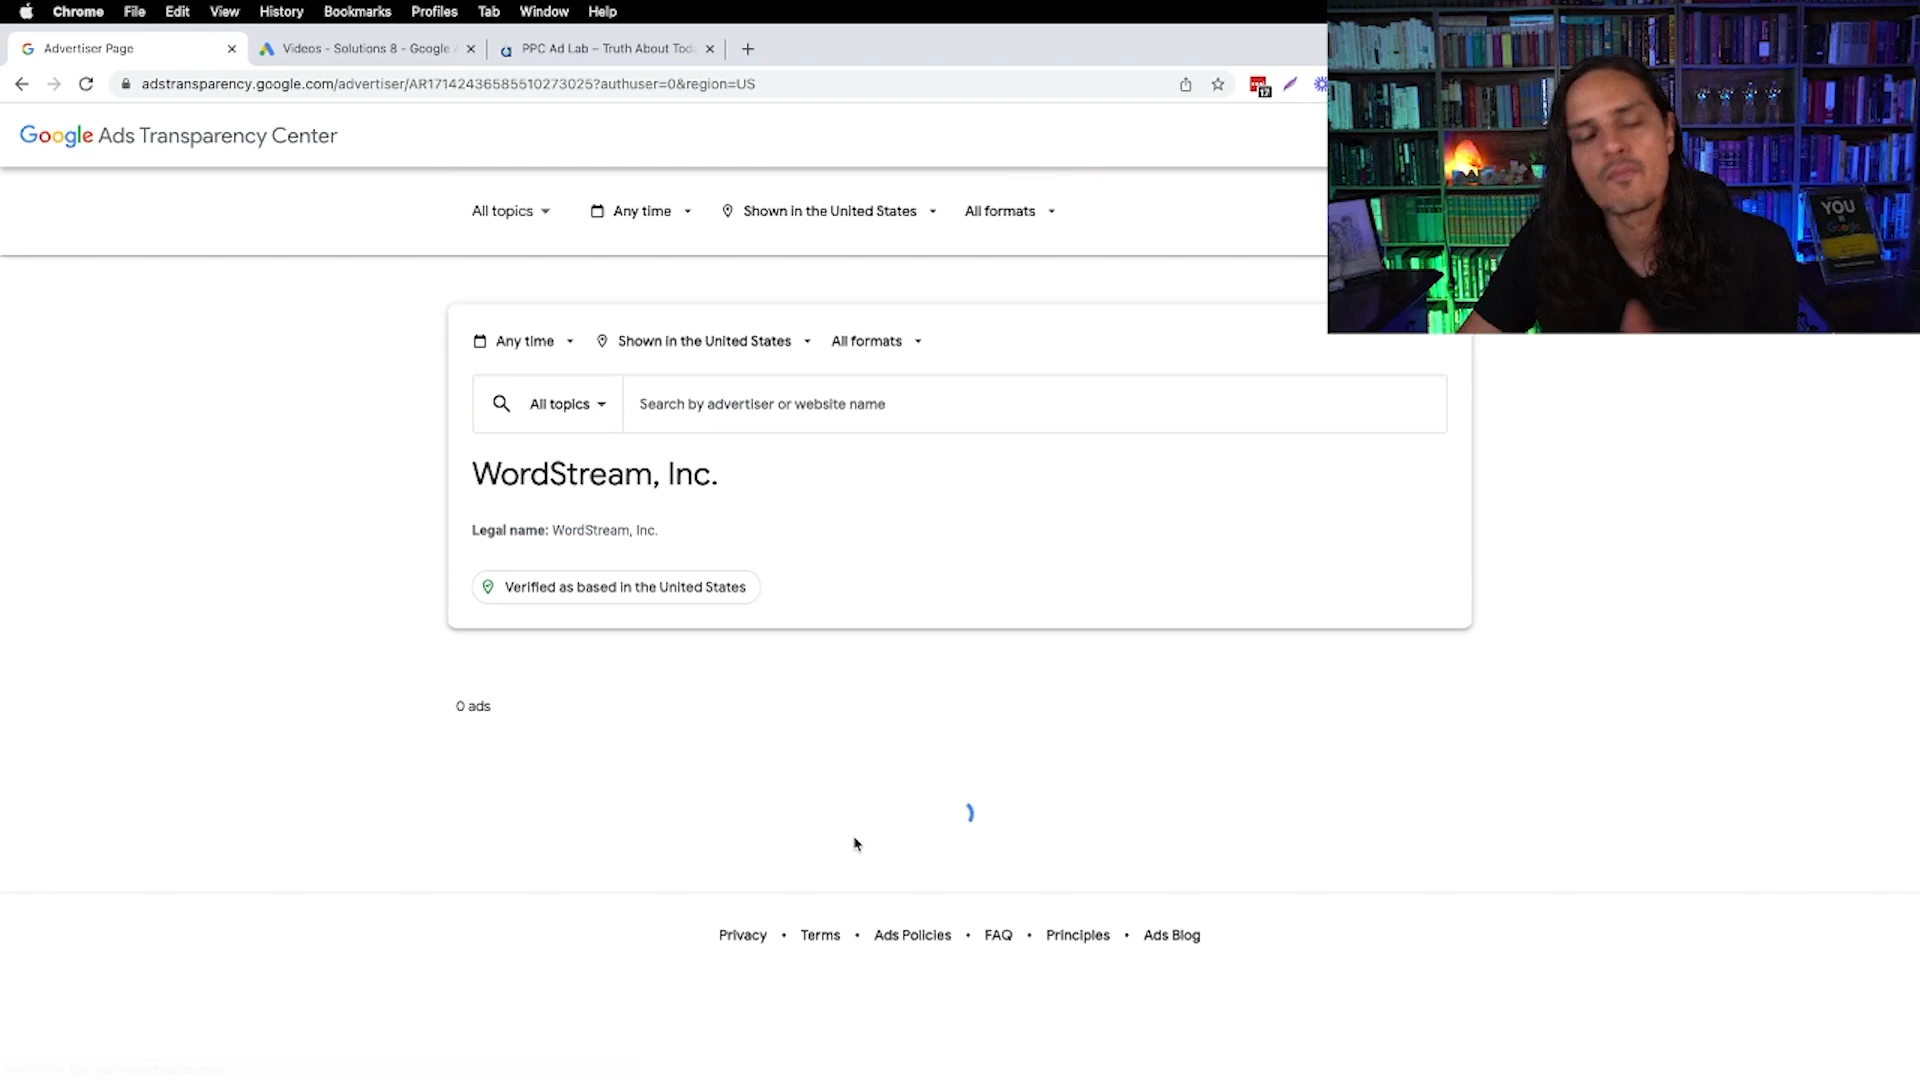 Chrome File Edit View History Bookmarks Profiles Tab Window Help
Advertiser Page
Videos - Solutions 8 - Google
PPC Ad Lab – Truth About Tod
adstransparency.google.com/advertiser/AR17142436585510273025?authuser=0&region=US
17
Google Ads Transparency Center
All topics
Any time
Shown in the United States
All formats
YOU
Google
Any time
Shown in the United States
All formats
All topics
Search by advertiser or website name
WordStream, Inc.
Legal name: WordStream, Inc.
Verified as based in the United States
0 ads
Privacy • Terms • Ads Policies • FAQ • Principles • Ads Blog